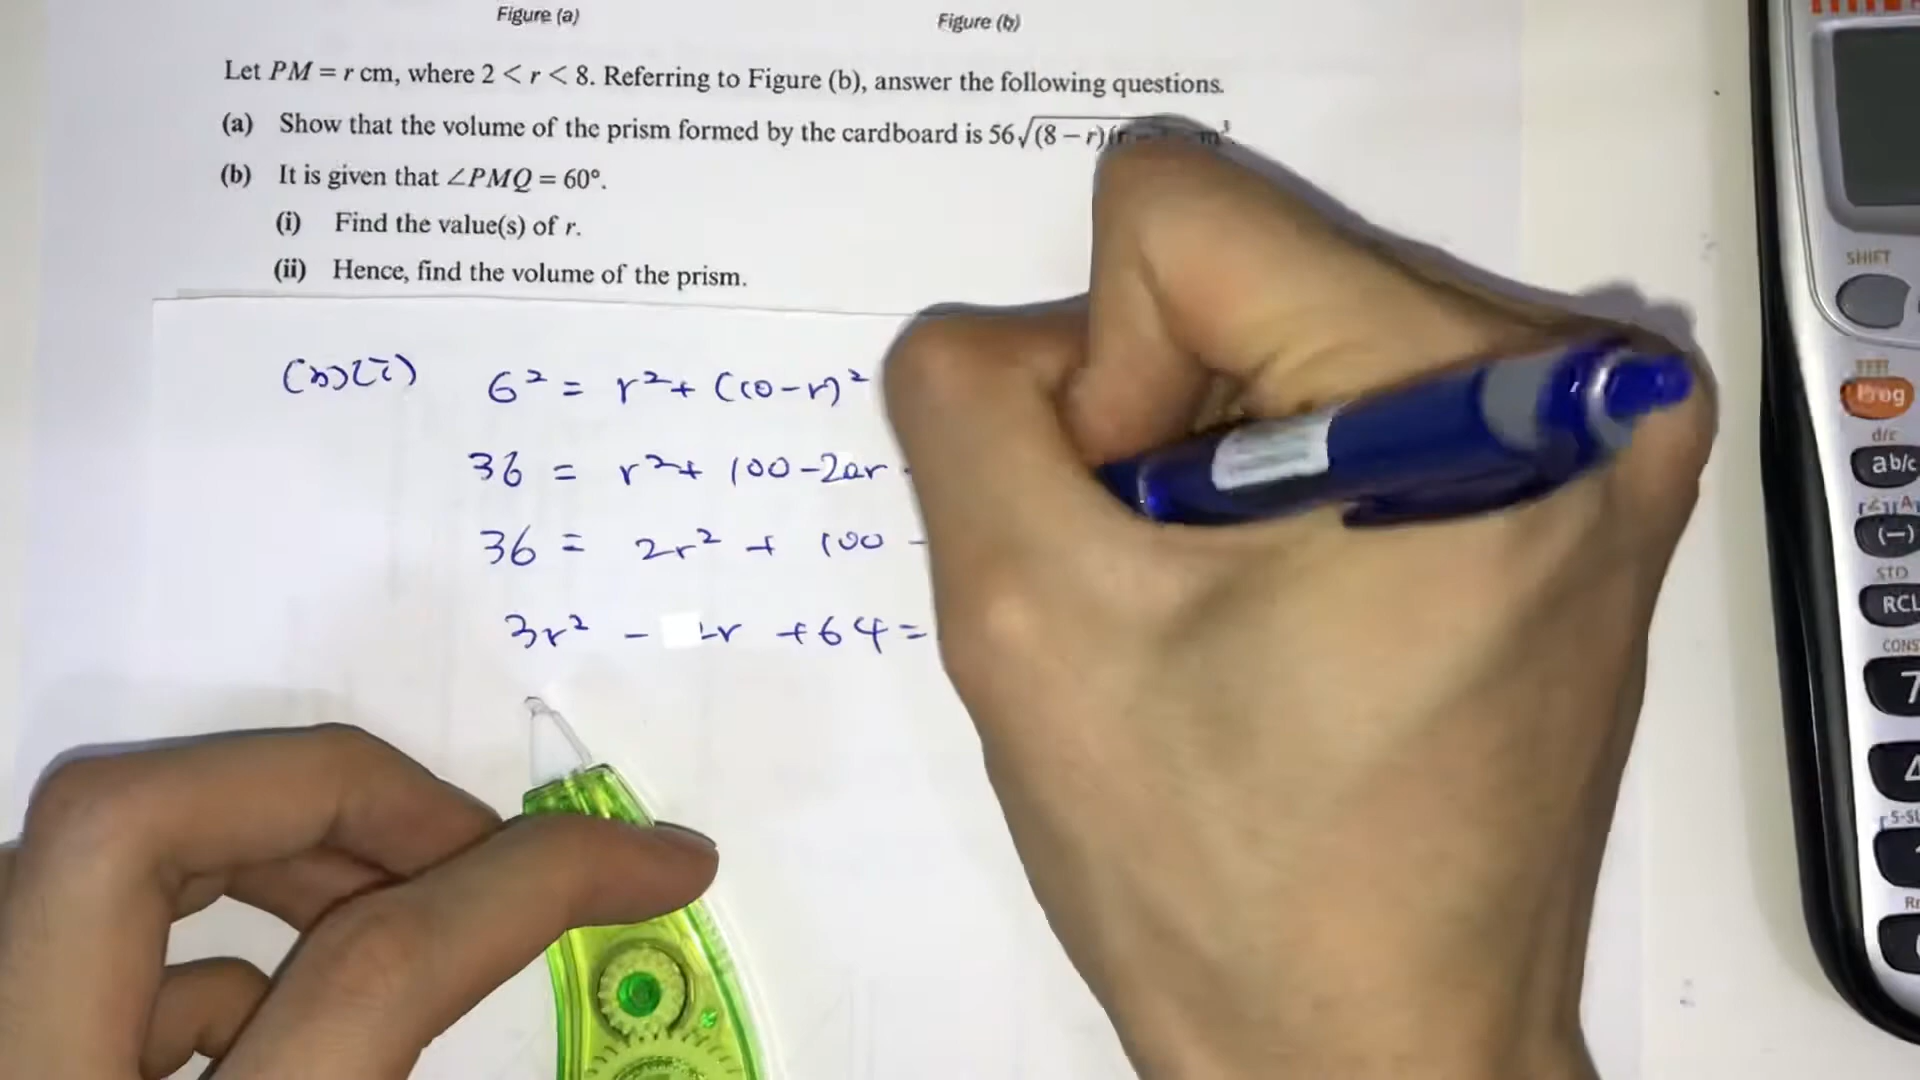 Figure (a)
Figure (b)
Let PM = r cm, where 2 < r < 8. Referring to Figure (b), answer the following questions.
(a) Show that the volume of the prism formed by the cardboard is 56√(8 − r)(r
(b) It is given that ∠PMQ = 60°.
(i) Find the value(s) of r.
(ii) Hence, find the volume of the prism.
(b)(i) 6² = r² + (10−r)²
36 = r² + 100 − 20r
36 = 2r² + 100 −
3r² − r + 64 =
SHIFT
Prog
d/c
ab/c
(−)
STO
RCL
CONS
7